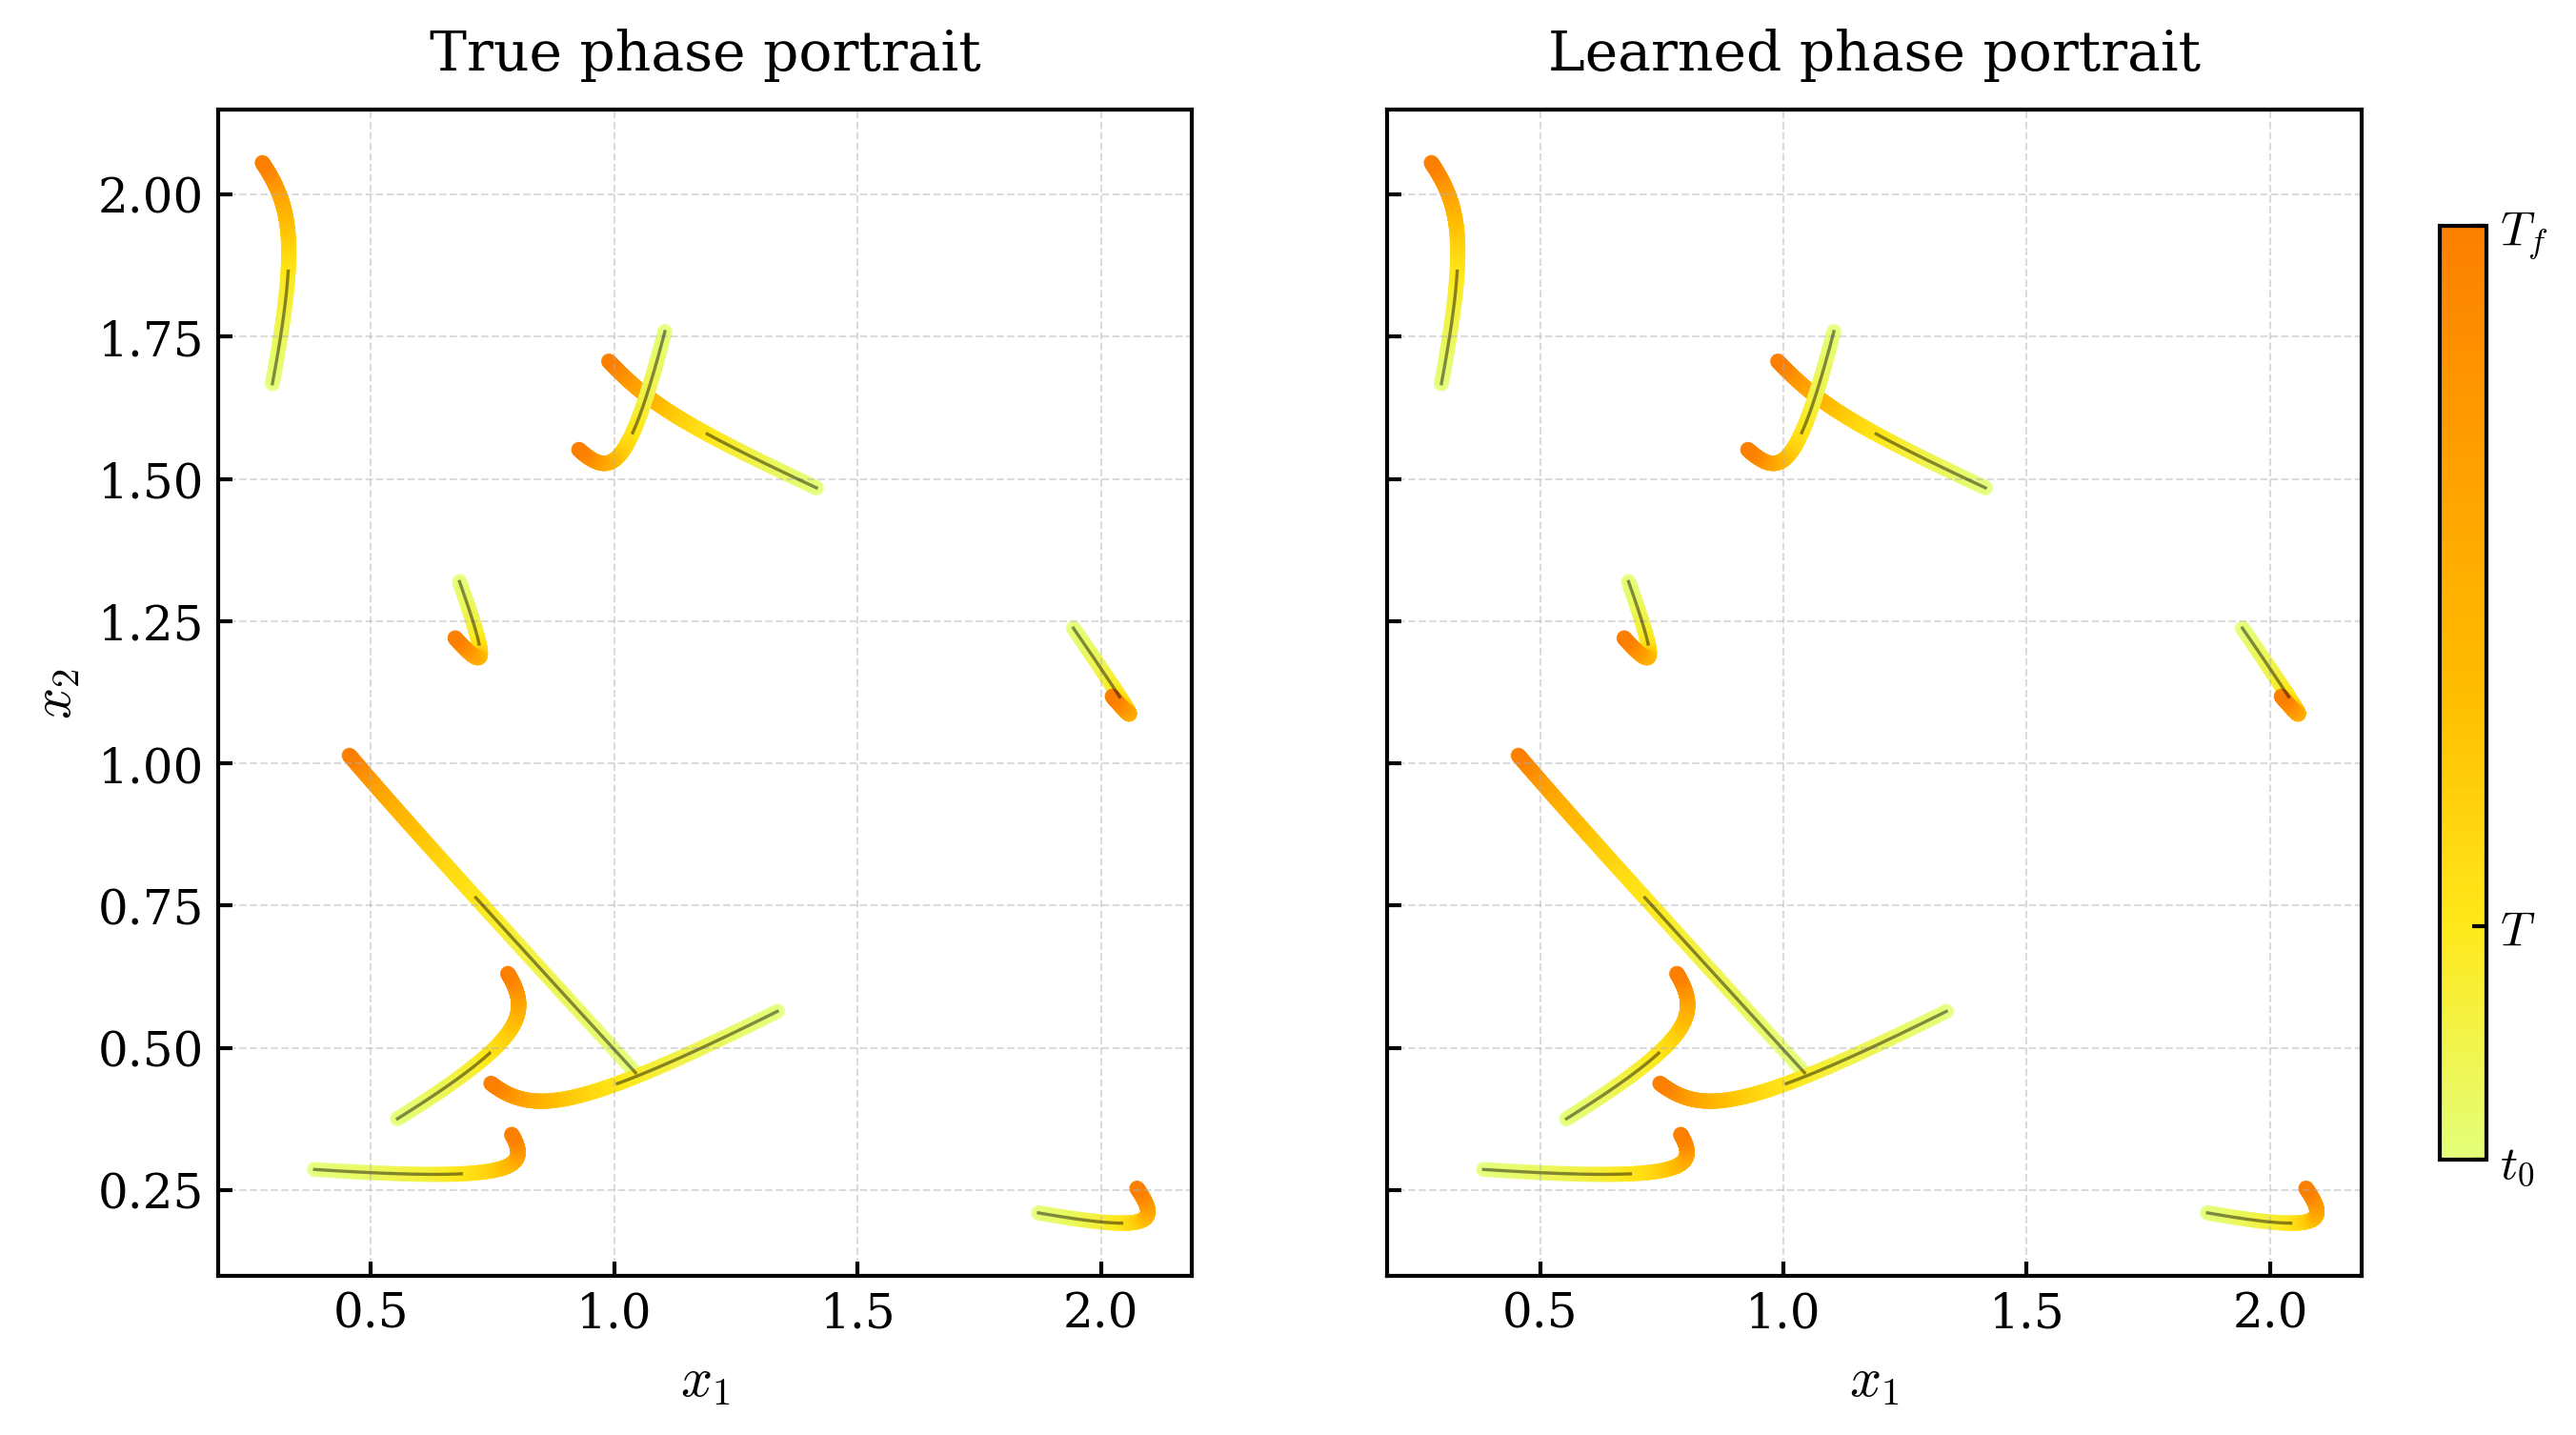 True phase portrait
Learned phase portrait
2.00
1.75
1.50
1.25
1.00
0.75
0.50
0.25
x₂
0.5 1.0 1.5 2.0
0.5 1.0 1.5 2.0
x₁
x₁
T_f
T
t₀